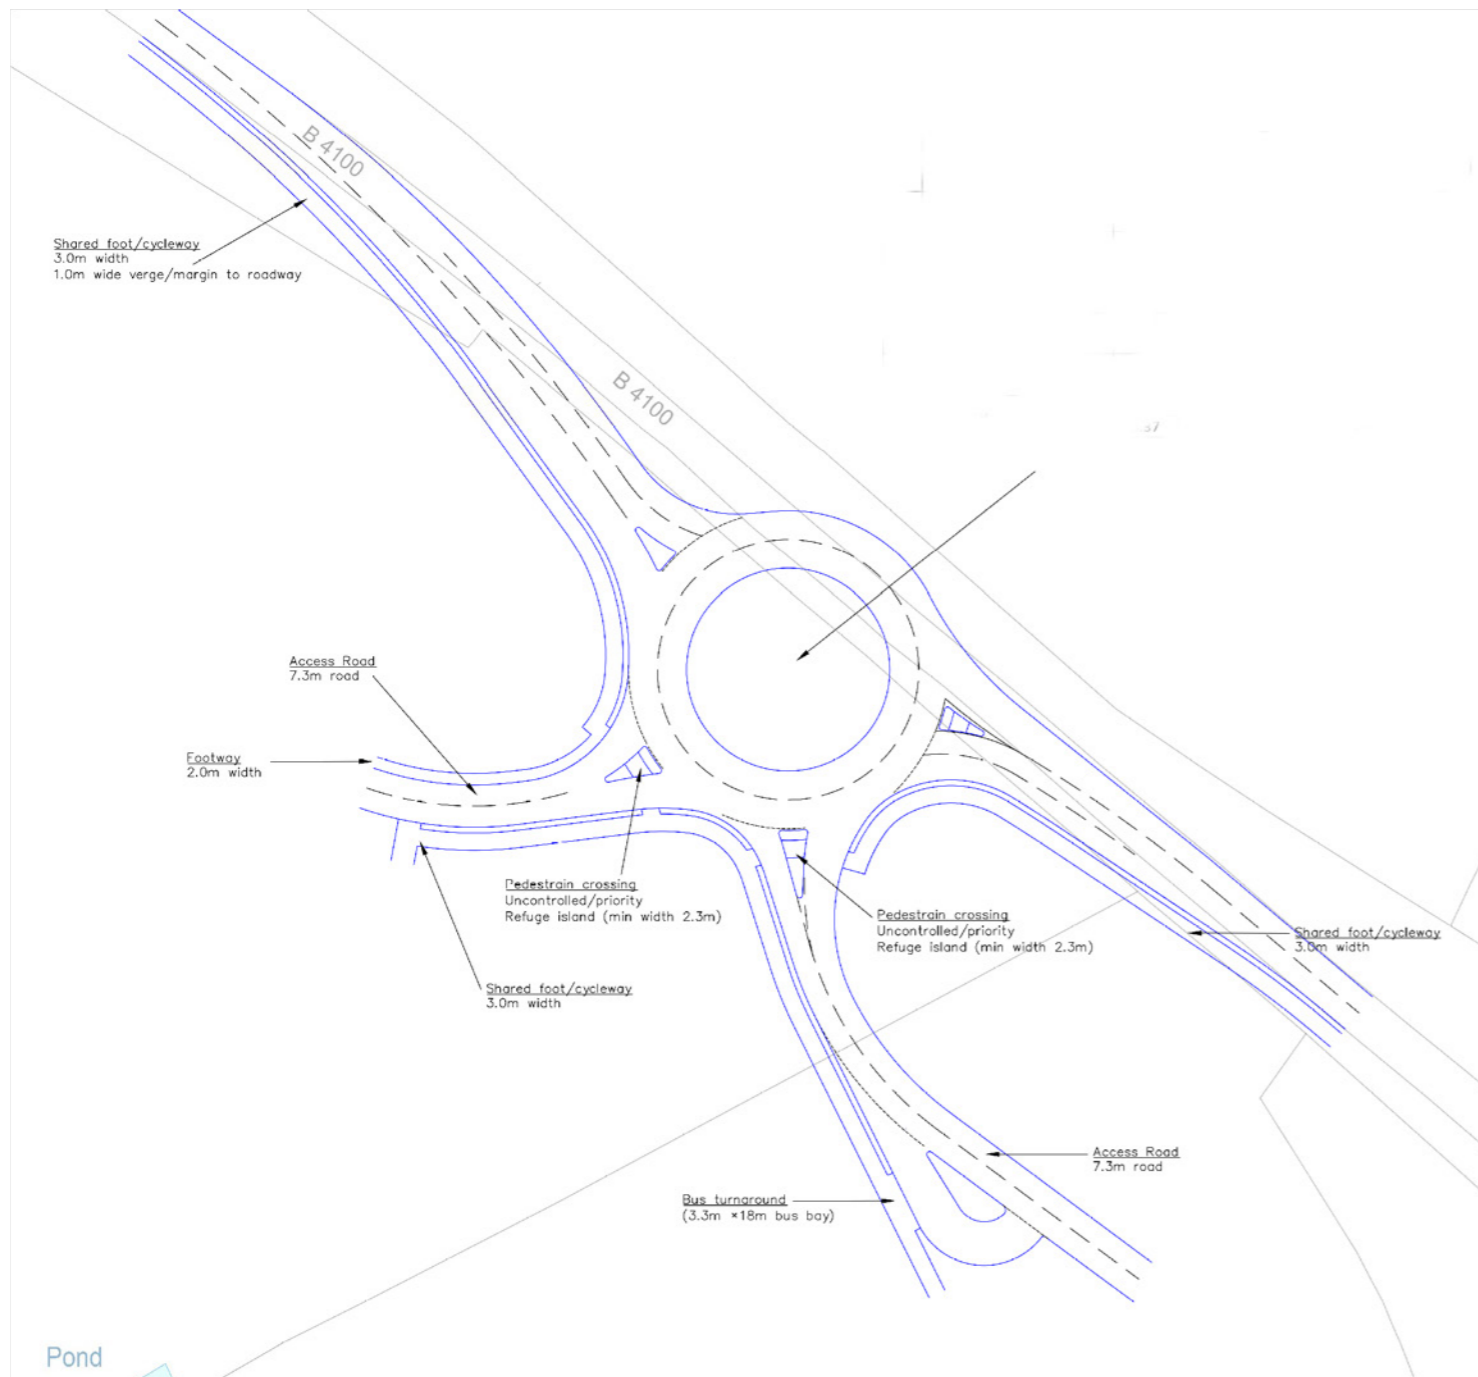 B 4100
Shared foot/cycleway
3.0m width
1.0m wide verge/margin to roadway
B 4100
Access Road
7.3m road
Footway
2.0m width
Pedestrain crossing
Uncontrolled/priority
Refuge island (min width 2.3m)
Pedestrain crossing
Uncontrolled/priority
Refuge island (min width 2.3m)
Shared foot/cycleway
3.0m width
Shared foot/cycleway
3.0m width
Access Road
7.3m road
Bus turnaround
(3.3m ×18m bus bay)
Pond